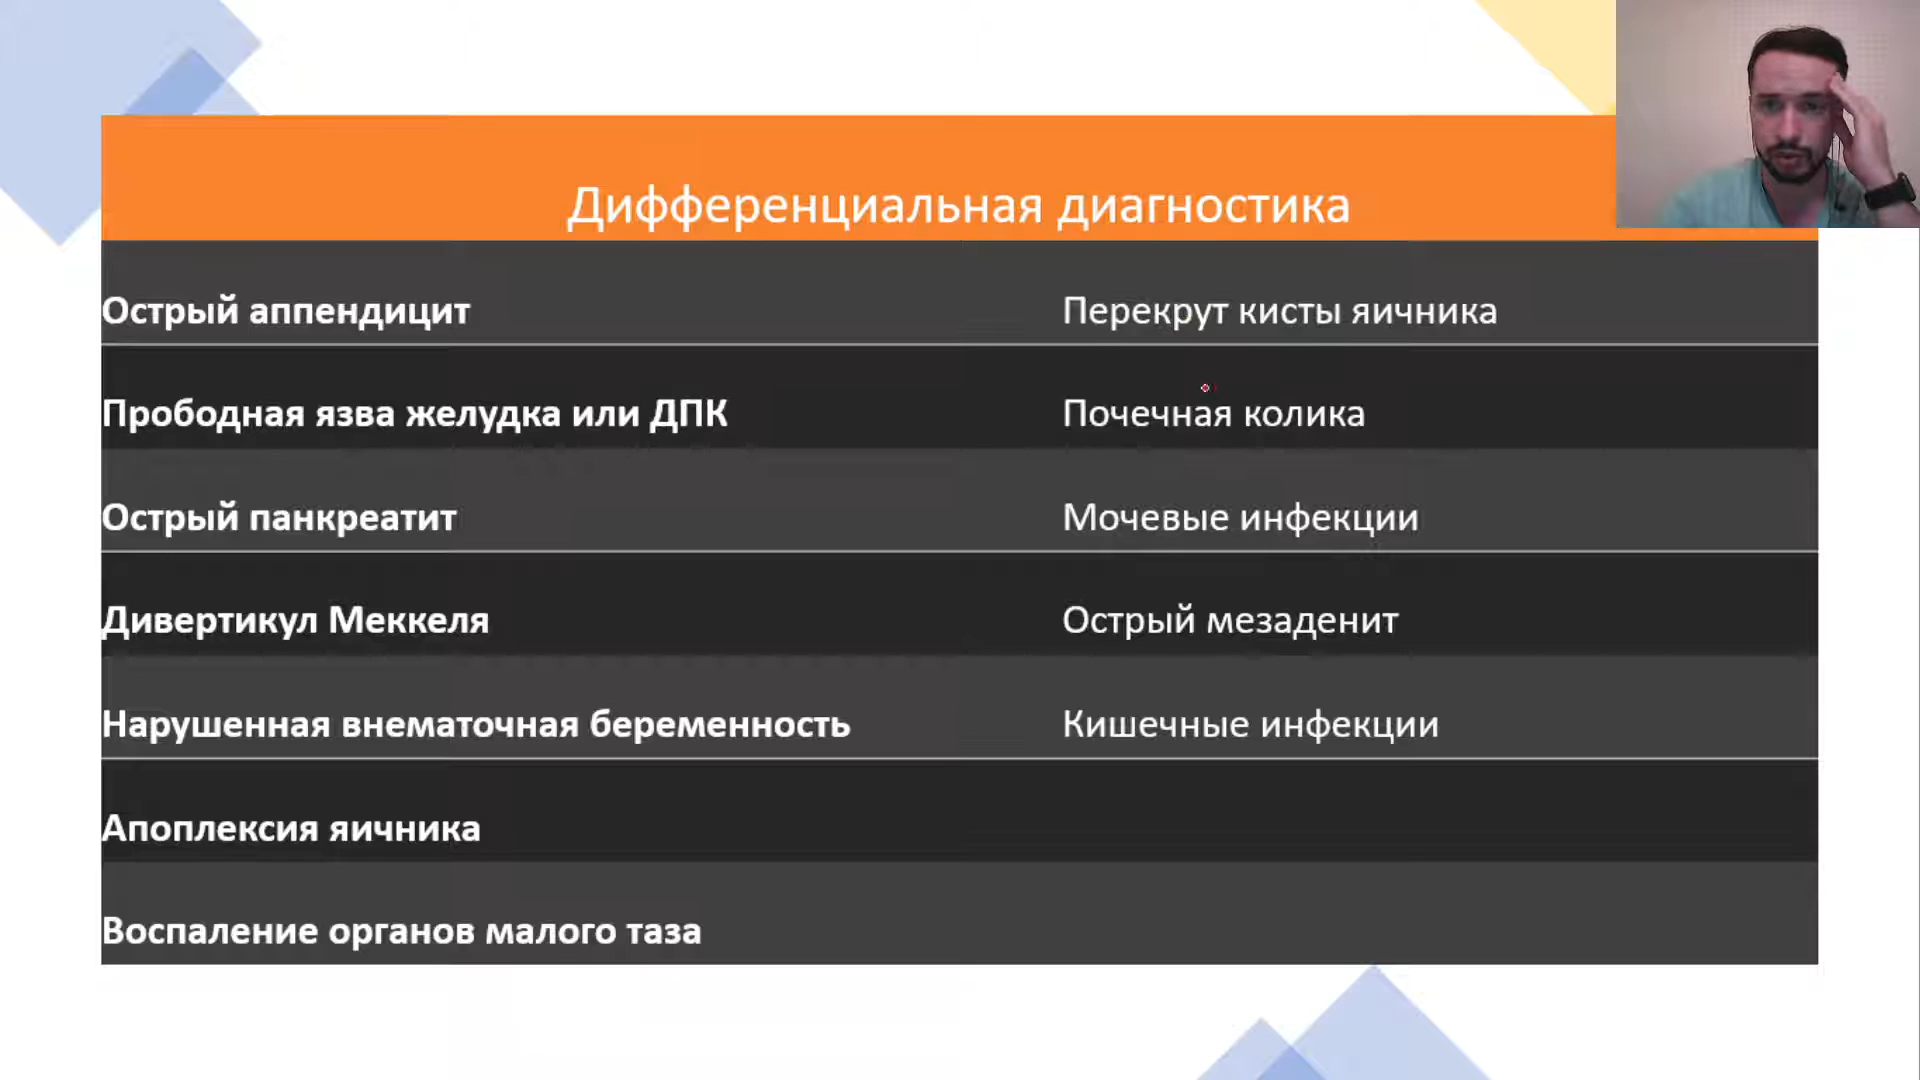 Дифференциальная диагностика
Острый аппендицит
Перекрут кисты яичника
Прободная язва желудка или ДПК
Почечная колика
Острый панкреатит
Мочевые инфекции
Дивертикул Меккеля
Острый мезаденит
Нарушенная внематочная беременность
Кишечные инфекции
Апоплексия яичника
Воспаление органов малого таза